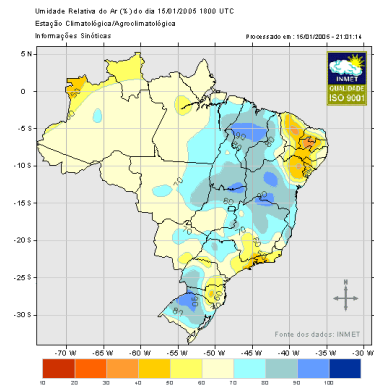 Umidade Relativa do Ar (%) do dia 15/01/2005 1800 UTC
Estação Climatológica/Agroclimatológica
Informações Sinóticas
Processado em : 15/01/2005 - 21:01:14
INMET
QUALIDADE
ISO 9001
5 N
0
-5 S
-10 S
-15 S
-20 S
-25 S
-30 S
N
Fonte dos dados: INMET
-70 W -65 W -60 W -55 W -50 W -45 W -40 W -35 W -30 W
10 20 30 40 50 60 70 80 90 100